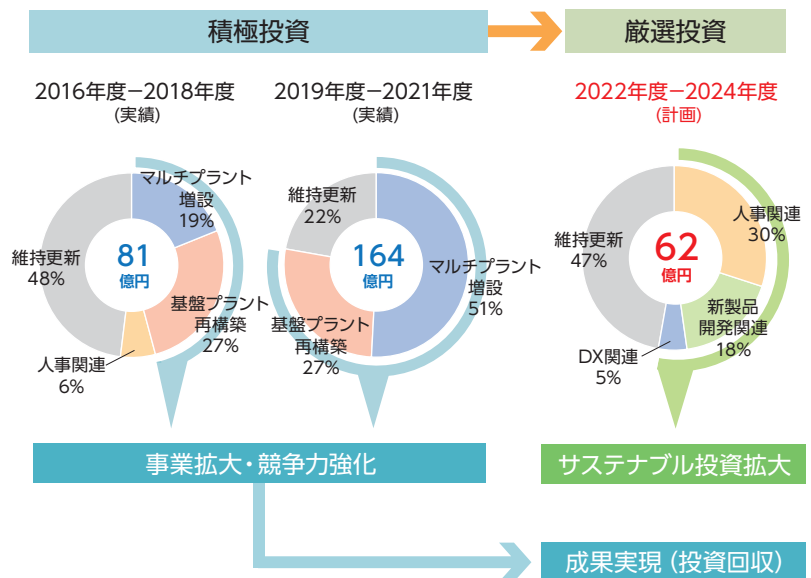 積極投資
厳選投資
2016年度−2018年度
(実績)
2019年度−2021年度
(実績)
2022年度−2024年度
(計画)
マルチプラント
増設
19%
基盤プラント
再構築
27%
人事関連
6%
維持更新
48%
81
億円
維持更新
22%
マルチプラント
増設
51%
基盤プラント
再構築
27%
164
億円
人事関連
30%
新製品
開発関連
18%
DX関連
5%
維持更新
47%
62
億円
事業拡大・競争力強化
サステナブル投資拡大
成果実現(投資回収)